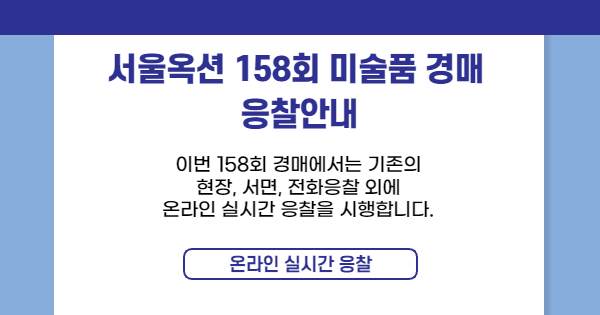 서울옥션 158회 미술품 경매
응찰안내
이번 158회 경매에서는 기존의
현장, 서면, 전화응찰 외에
온라인 실시간 응찰을 시행합니다.
온라인 실시간 응찰